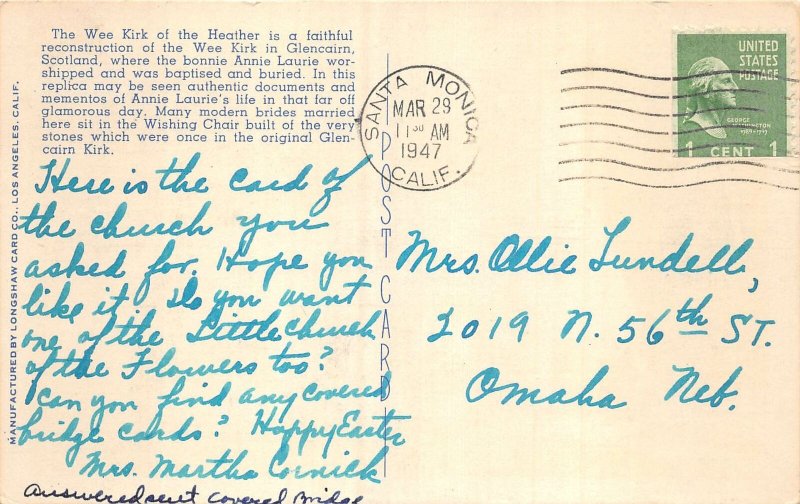 The Wee Kirk of the Heather is a faithful
reconstruction of the Wee Kirk in Glencairn,
Scotland, where the bonnie Annie Laurie wor-
shipped and was baptised and buried. In this
replica may be seen authentic documents and
mementos of Annie Laurie's life in that far off
glamorous day. Many modern brides married
here sit in the Wishing Chair built of the very
stones which were once in the original Glen-
cairn Kirk.
MANUFACTURED BY LONGSHAW CARD CO., LOS ANGELES, CALIF.
Here is the card of
the church you
asked for. Hope you
like it Do you want
one of the Little Church
of the Flowers too?
Can you find any covered
bridge cards? Happy Easter
Mrs. Martha Cornick
Answered sent Covered Bridge
POST CARD
SANTA MONICA
MAR 29
11 30 AM
1947
CALIF.
UNITED
STATES
POSTAGE
GEORGE
WASHINGTON
1789-1797
1 CENT 1
Mrs. Ollie Lundell,
2019 N. 56th ST.
Omaha Neb.